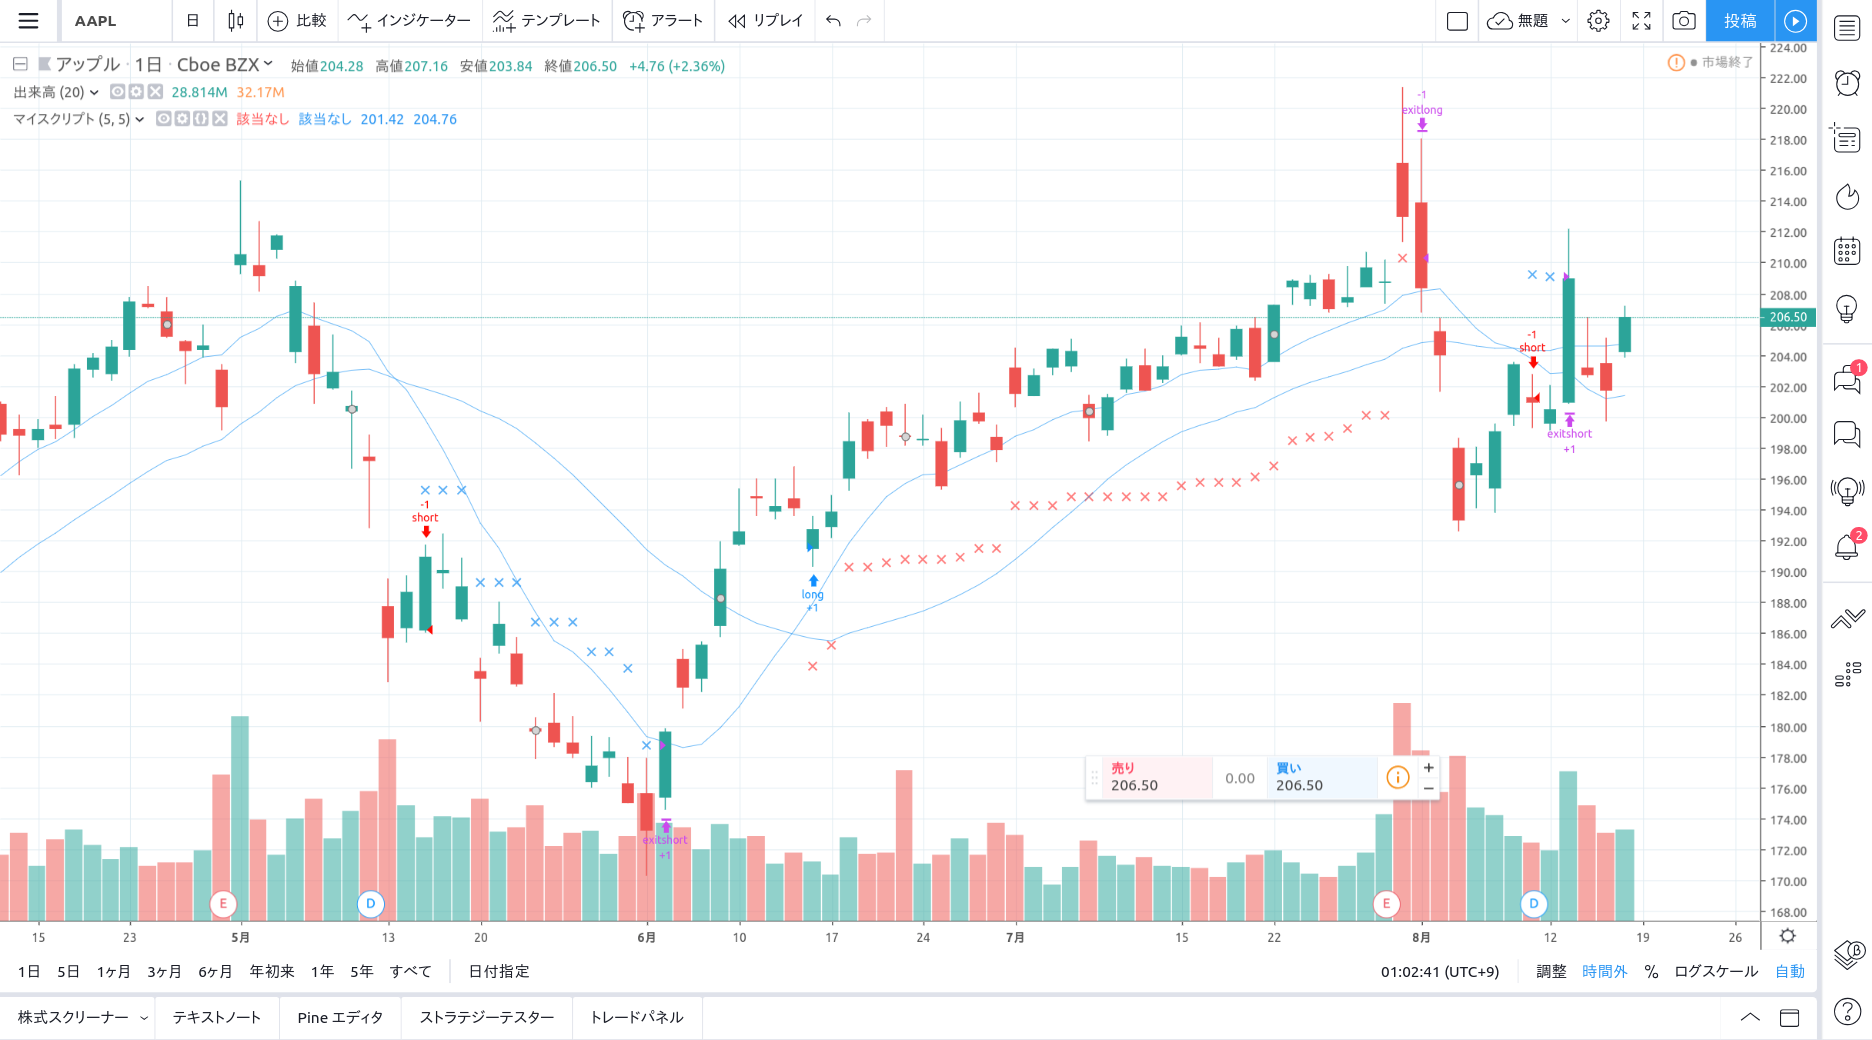 AAPL 日 比較 インジケーター テンプレート アラート リプレイ 無題 投稿
アップル · 1日 · Cboe BZX 始値204.28 高値207.16 安値203.84 終値206.50 +4.76 (+2.36%)
市場終了
出来高 (20) 28.814M 32.17M
マイスクリプト (5, 5) 該当なし 該当なし 201.42 204.76
-1
exitlong
-1
short
exitshort
+1
-1
short
long
+1
exitshort
+1
224.00
222.00
220.00
218.00
216.00
214.00
212.00
210.00
208.00
206.50
206.00
204.00
202.00
200.00
198.00
196.00
194.00
192.00
190.00
188.00
186.00
184.00
182.00
180.00
178.00
176.00
174.00
172.00
170.00
168.00
売り
206.50
0.00
買い
206.50
+
−
E D E D
15 23 5月 13 20 6月 10 17 24 7月 15 22 8月 12 19 26
1日 5日 1ヶ月 3ヶ月 6ヶ月 年初来 1年 5年 すべて 日付指定 01:02:41 (UTC+9) 調整 時間外 % ログスケール 自動
株式スクリーナー テキストノート Pine エディタ ストラテジーテスター トレードパネル
1
2
β
?